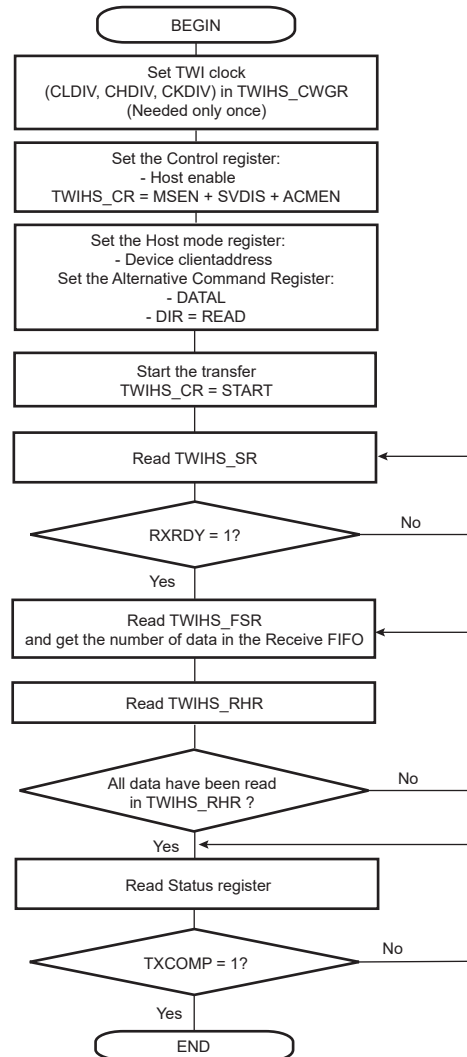 BEGIN
Set TWI clock
(CLDIV, CHDIV, CKDIV) in TWIHS_CWGR
(Needed only once)
Set the Control register:
- Host enable
TWIHS_CR = MSEN + SVDIS + ACMEN
Set the Host mode register:
- Device clientaddress
Set the Alternative Command Register:
- DATAL
- DIR = READ
Start the transfer
TWIHS_CR = START
Read TWIHS_SR
RXRDY = 1?
No
Yes
Read TWIHS_FSR
and get the number of data in the Receive FIFO
Read TWIHS_RHR
All data have been read
in TWIHS_RHR ?
No
Yes
Read Status register
TXCOMP = 1?
No
Yes
END